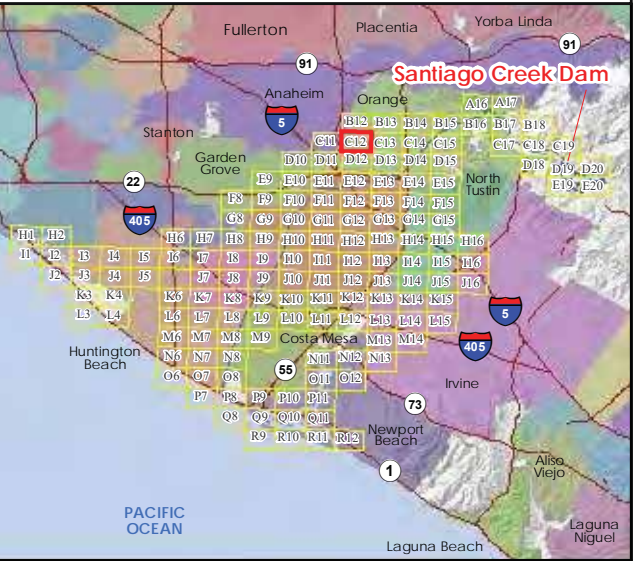 Fullerton
Placentia
Yorba Linda
91
91
Santiago Creek Dam
Anaheim
Orange
5
A16 A17
B12 B13 B14 B15 B16 B17 B18
Stanton
C11 C12 C13 C14 C15 C17 C18 C19
Garden
Grove
D10 D11 D12 D13 D14 D15 D18 D19 D20
22
E9 E10 E11 E12 E13 E14 E15 E19 E20
North
Tustin
F8 F9 F10 F11 F12 F13 F14 F15
405
G8 G9 G10 G11 G12 G13 G14 G15
H1 H2 H6 H7 H8 H9 H10 H11 H12 H13 H14 H15 H16
I1 I2 I3 I4 I5 I6 I7 I8 I9 I10 I11 I12 I13 I14 I15 I16
J2 J3 J4 J5 J7 J8 J9 J10 J11 J12 J13 J14 J15 J16
K3 K4 K6 K7 K8 K9 K10 K11 K12 K13 K14 K15
5
L3 L4 L6 L7 L8 L9 L10 L11 L12 L13 L14 L15
M6 M7 M8 M9 Costa Mesa M13 M14
405
Huntington
Beach
N6 N7 N8 N11 N12 N13
55
O6 O7 O8 O11 O12
Irvine
P7 P8 P9 P10 P11
73
Q8 Q9 Q10 Q11
Newport
Beach
R9 R10 R11 R12
1
Aliso
Viejo
PACIFIC
OCEAN
Laguna
Niguel
Laguna Beach